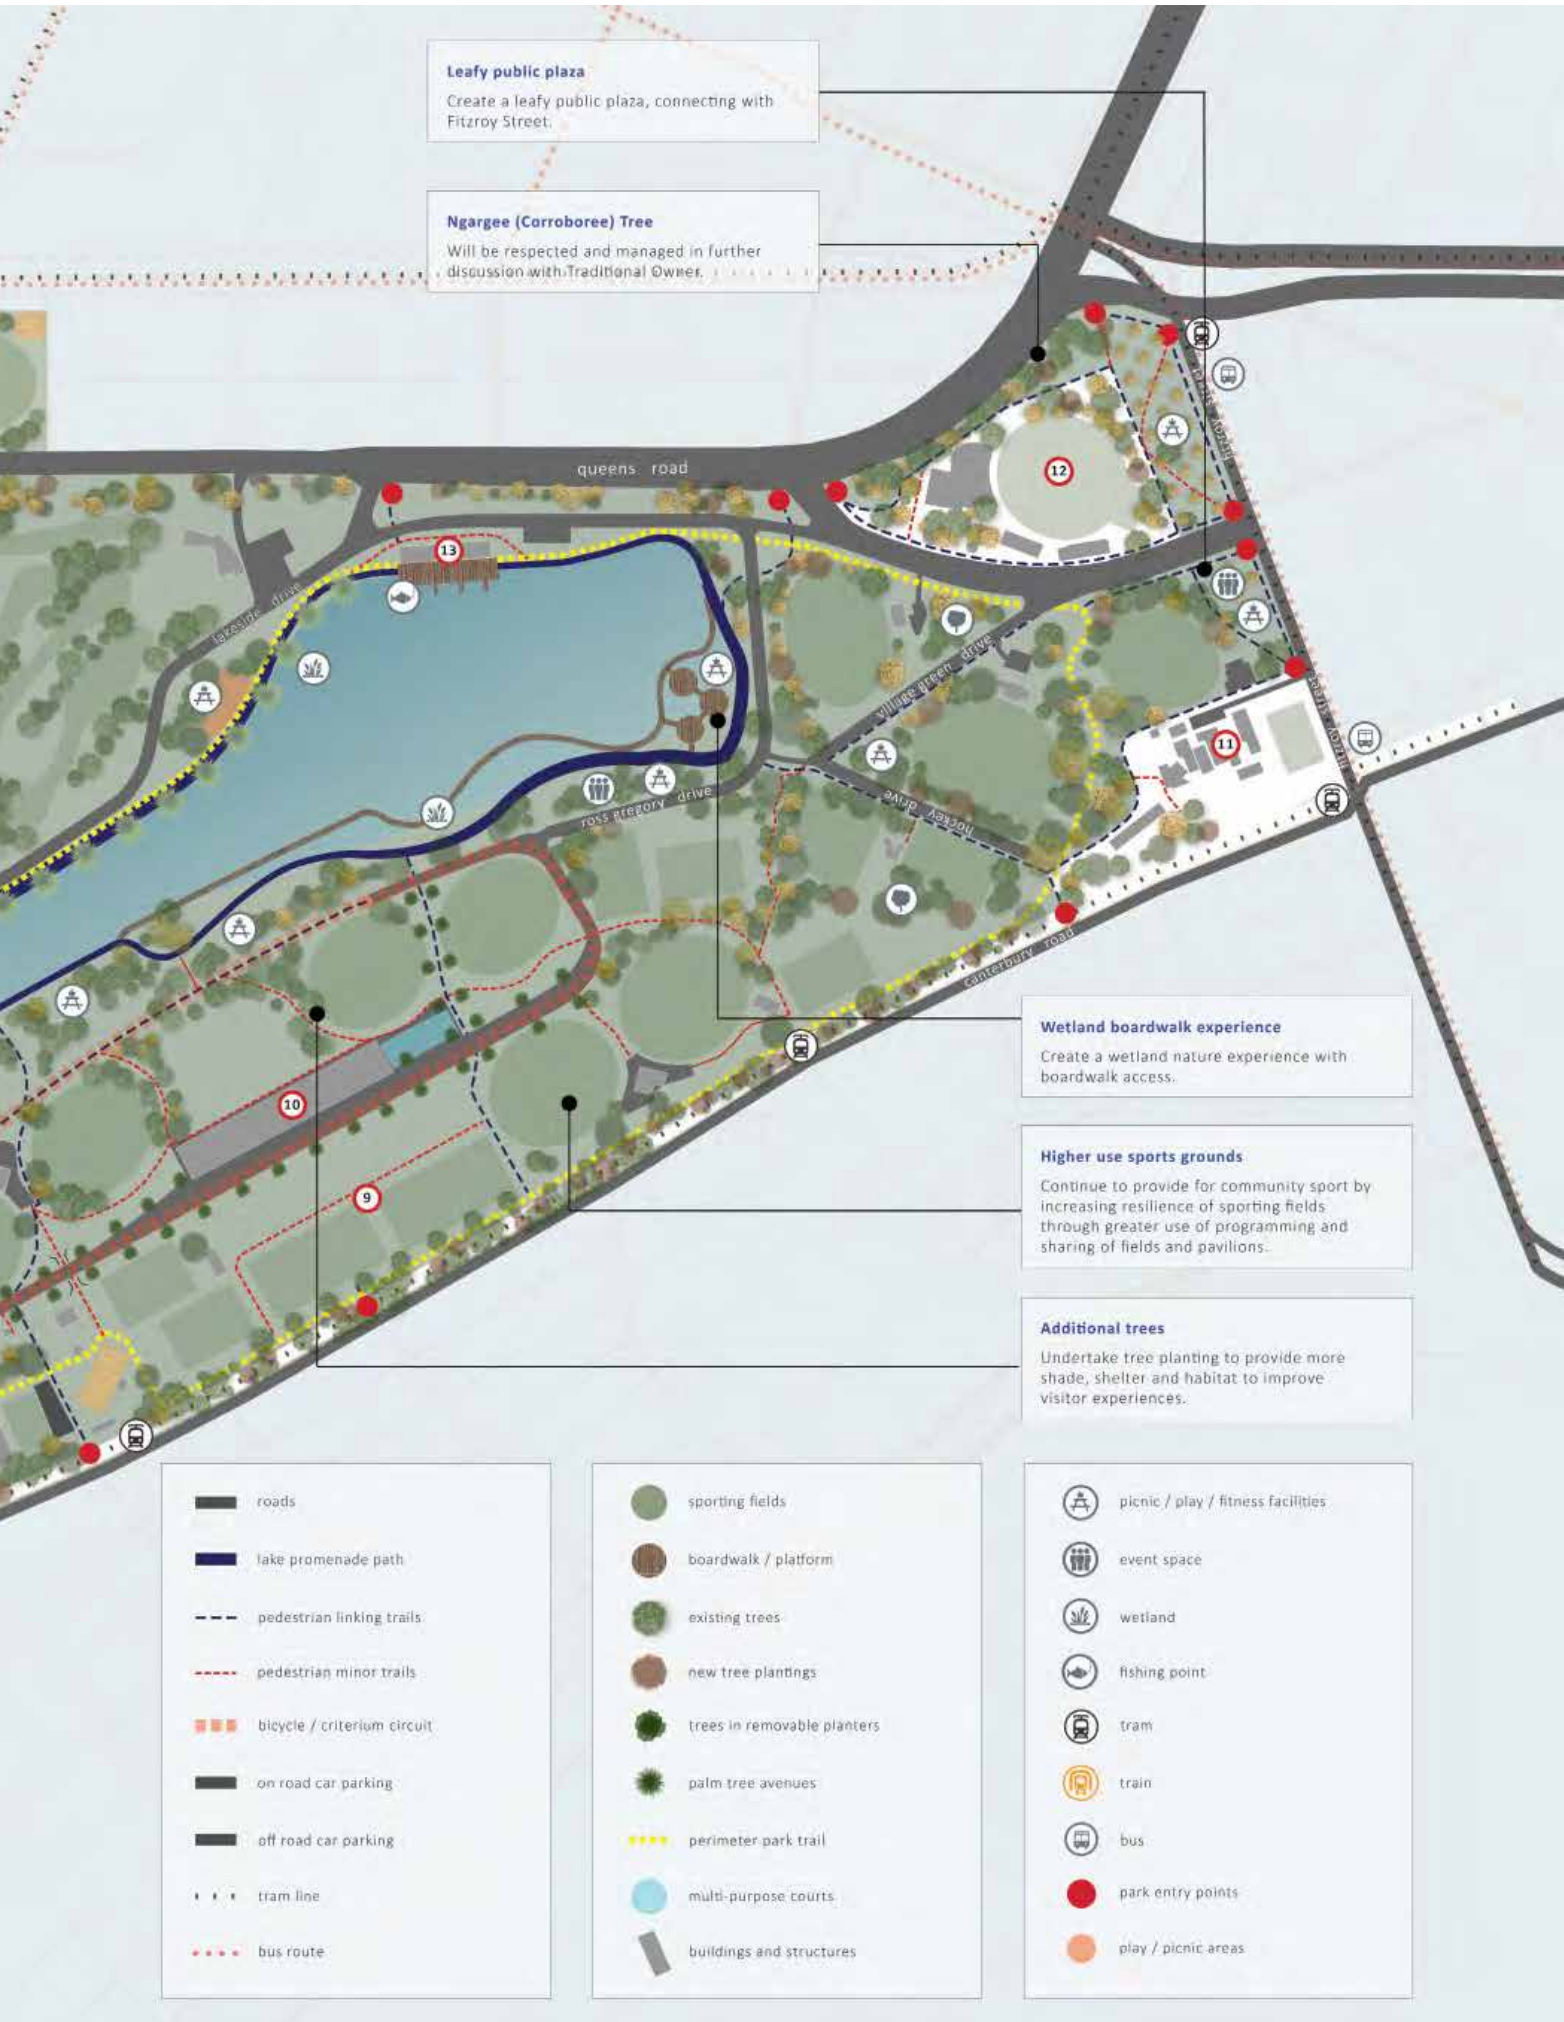 Leafy public plaza
Create a leafy public plaza, connecting with
Fitzroy Street.
Ngargee (Corroboree) Tree
Will be respected and managed in further
discussion with Traditional Owner.
queens road
fitzroy street
12
13
lakeside drive
village green drive
11
fitzroy street
hockey drive
ross gregory drive
canterbury road
10
9
Wetland boardwalk experience
Create a wetland nature experience with
boardwalk access.
Higher use sports grounds
Continue to provide for community sport by
increasing resilience of sporting fields
through greater use of programming and
sharing of fields and pavilions.
Additional trees
Undertake tree planting to provide more
shade, shelter and habitat to improve
visitor experiences.
roads
lake promenade path
pedestrian linking trails
pedestrian minor trails
bicycle / criterium circuit
on road car parking
off road car parking
tram line
bus route
sporting fields
boardwalk / platform
existing trees
new tree plantings
trees in removable planters
palm tree avenues
perimeter park trail
multi-purpose courts
buildings and structures
picnic / play / fitness facilities
event space
wetland
fishing point
tram
train
bus
park entry points
play / picnic areas